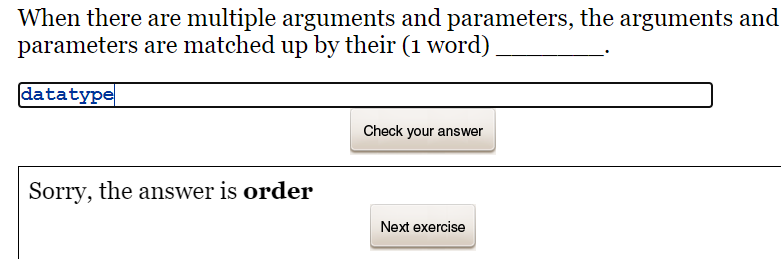 When there are multiple arguments and parameters, the arguments and
parameters are matched up by their (1 word) ________.
datatype
Check your answer
Sorry, the answer is order
Next exercise